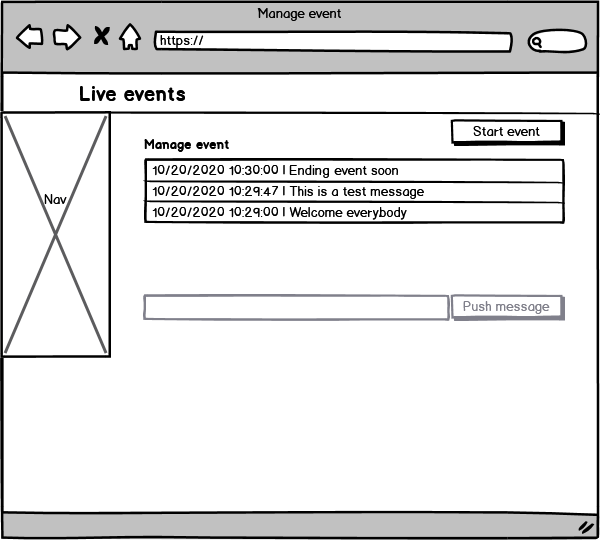 Manage event
https://
Live events
Start event
Manage event
10/20/2020 10:30:00 | Ending event soon
10/20/2020 10:29:47 | This is a test message
10/20/2020 10:29:00 | Welcome everybody
Nav
Push message